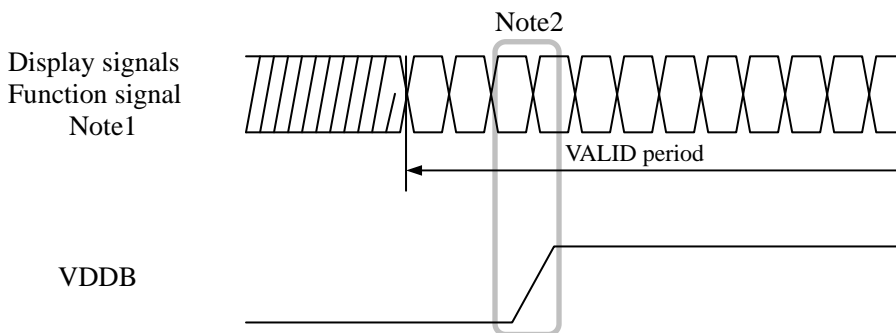 Note2
Display signals
Function signal
Note1
VALID period
VDDB